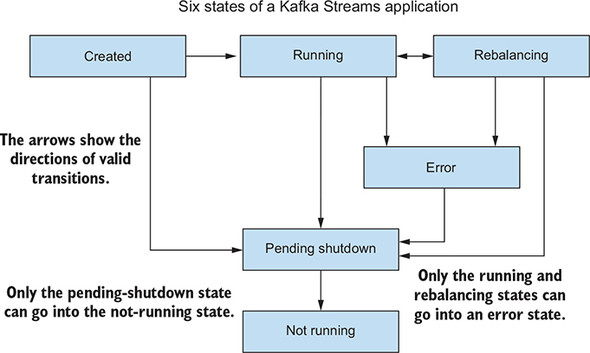 Six states of a Kafka Streams application
Created
Running
Rebalancing
The arrows show the
directions of valid
transitions.
Error
Pending shutdown
Only the pending-shutdown state
can go into the not-running state.
Only the running and
rebalancing states can
go into an error state.
Not running